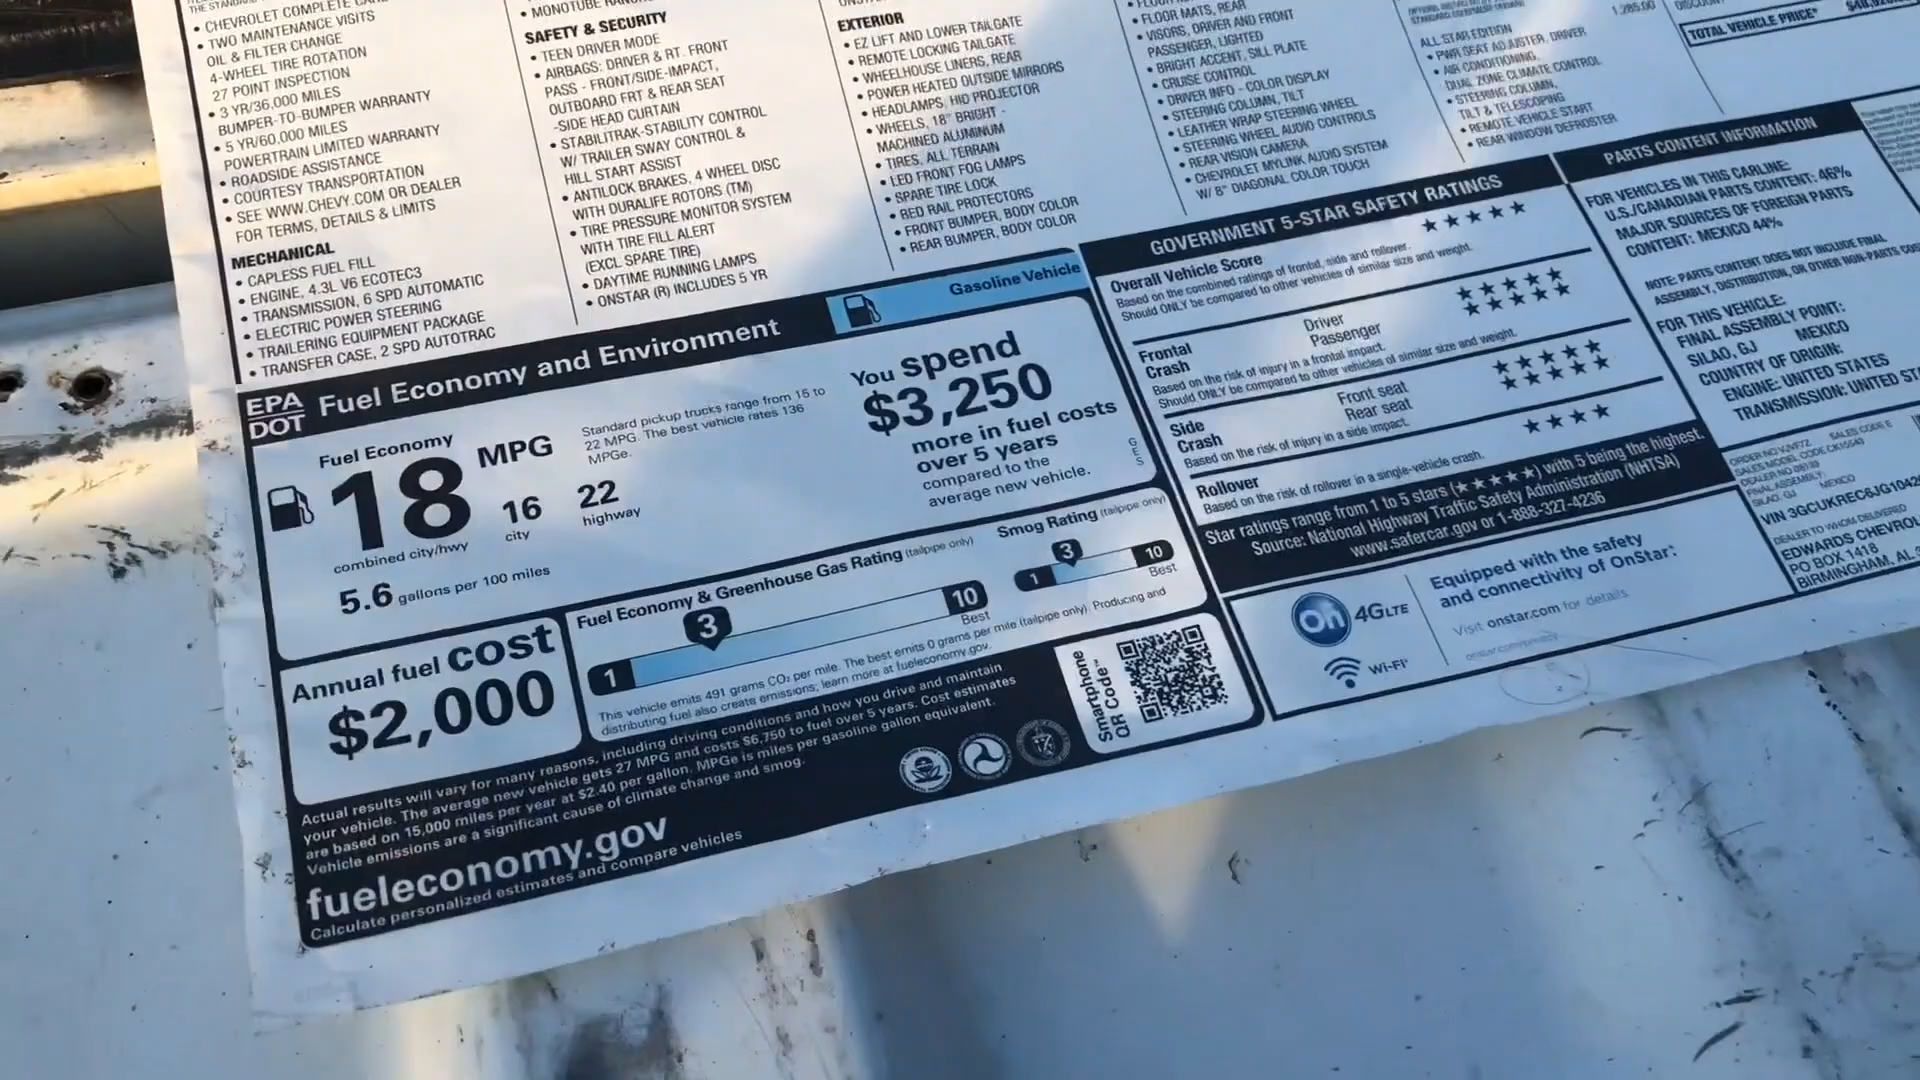 • CHEVROLET COMPLETE
• TWO MAINTENANCE VISITS
OIL & FILTER CHANGE
4-WHEEL TIRE ROTATION
27 POINT INSPECTION
• 3 YR/36,000 MILES
BUMPER-TO-BUMPER WARRANTY
• 5 YR/60,000 MILES
POWERTRAIN LIMITED WARRANTY
• ROADSIDE ASSISTANCE
• COURTESY TRANSPORTATION
• SEE WWW.CHEVY.COM OR DEALER
FOR TERMS, DETAILS & LIMITS
MECHANICAL
• CAPLESS FUEL FILL
• ENGINE, 4.3L V6 ECOTEC3
• TRANSMISSION, 6 SPD AUTOMATIC
• ELECTRIC POWER STEERING
• TRAILERING EQUIPMENT PACKAGE
• TRANSFER CASE, 2 SPD AUTOTRAC
• MONOTUBE
SAFETY & SECURITY
• TEEN DRIVER MODE
• AIRBAGS: DRIVER & RT. FRONT
PASS - FRONT/SIDE-IMPACT,
OUTBOARD FRT & REAR SEAT
-SIDE HEAD CURTAIN
• STABILITRAK-STABILITY CONTROL
W/ TRAILER SWAY CONTROL &
HILL START ASSIST
• ANTILOCK BRAKES, 4 WHEEL DISC
WITH DURALIFE ROTORS (TM)
• TIRE PRESSURE MONITOR SYSTEM
WITH TIRE FILL ALERT
(EXCL SPARE TIRE)
• DAYTIME RUNNING LAMPS
• ONSTAR (R) INCLUDES 5 YR
EXTERIOR
• EZ LIFT AND LOWER TAILGATE
• REMOTE LOCKING TAILGATE
• WHEELHOUSE LINERS, REAR
• POWER HEATED OUTSIDE MIRRORS
• HEADLAMPS, HID PROJECTOR
• WHEELS, 18" BRIGHT -
MACHINED ALUMINUM
• TIRES, ALL TERRAIN
• LED FRONT FOG LAMPS
• SPARE TIRE LOCK
• RED RAIL PROTECTORS
• FRONT BUMPER, BODY COLOR
• REAR BUMPER, BODY COLOR
• FLOOR MATS, REAR
• VISORS, DRIVER AND FRONT
PASSENGER, LIGHTED
• BRIGHT ACCENT, SILL PLATE
• CRUISE CONTROL
• DRIVER INFO - COLOR DISPLAY
• STEERING COLUMN, TILT
• LEATHER WRAP STEERING WHEEL
• STEERING WHEEL AUDIO CONTROLS
• REAR VISION CAMERA
• CHEVROLET MYLINK AUDIO SYSTEM
W/ 8" DIAGONAL COLOR TOUCH
1,285.00
ALL STAR EDITION
• PWR SEAT ADJUSTER, DRIVER
• AIR CONDITIONING,
DUAL ZONE CLIMATE CONTROL
• STEERING COLUMN,
TILT & TELESCOPING
• REMOTE VEHICLE START
• REAR WINDOW DEFROSTER
TOTAL VEHICLE PRICE*
EPA
DOT
Fuel Economy and Environment
Gasoline Vehicle
Fuel Economy
18 MPG
combined city/hwy
16
city
22
highway
5.6 gallons per 100 miles
Standard pickup trucks range from 15 to
22 MPG. The best vehicle rates 136
MPGe.
You spend
$3,250
more in fuel costs
over 5 years
compared to the
average new vehicle.
Annual fuel cost
$2,000
Fuel Economy & Greenhouse Gas Rating (tailpipe only)
1
3
10
Best
Smog Rating (tailpipe only)
1
3
10
Best
This vehicle emits 491 grams CO₂ per mile. The best emits 0 grams per mile (tailpipe only). Producing and
distributing fuel also create emissions; learn more at fueleconomy.gov.
Actual results will vary for many reasons, including driving conditions and how you drive and maintain
your vehicle. The average new vehicle gets 27 MPG and costs $6,750 to fuel over 5 years. Cost estimates
are based on 15,000 miles per year at $2.40 per gallon. MPGe is miles per gasoline gallon equivalent.
Vehicle emissions are a significant cause of climate change and smog.
fueleconomy.gov
Calculate personalized estimates and compare vehicles
Smartphone
QR Code™
GOVERNMENT 5-STAR SAFETY RATINGS
Overall Vehicle Score ★★★★★
Based on the combined ratings of frontal, side and rollover.
Should ONLY be compared to other vehicles of similar size and weight.
Frontal
Crash
Driver ★★★★★
Passenger ★★★★★
Based on the risk of injury in a frontal impact.
Should ONLY be compared to other vehicles of similar size and weight.
Side
Crash
Front seat ★★★★★
Rear seat ★★★★★
Based on the risk of injury in a side impact.
Rollover ★★★★
Based on the risk of rollover in a single-vehicle crash.
Star ratings range from 1 to 5 stars (★★★★★) with 5 being the highest.
Source: National Highway Traffic Safety Administration (NHTSA)
www.safercar.gov or 1-888-327-4236
On 4G LTE
WI-FI
Equipped with the safety
and connectivity of OnStar:
Visit onstar.com for details
onstar.com/privacy
PARTS CONTENT INFORMATION
FOR VEHICLES IN THIS CARLINE:
U.S./CANADIAN PARTS CONTENT: 46%
MAJOR SOURCES OF FOREIGN PARTS
CONTENT: MEXICO 44%
NOTE: PARTS CONTENT DOES NOT INCLUDE FINAL
ASSEMBLY, DISTRIBUTION, OR OTHER NON-PARTS
FOR THIS VEHICLE:
FINAL ASSEMBLY POINT:
SILAO, GJ MEXICO
COUNTRY OF ORIGIN:
ENGINE: UNITED STATES
TRANSMISSION: UNITED
SALES CODE E
SALES MODEL CODE CK15543
FINAL ASSEMBLY:
SILAO, GJ MEXICO
VIN 3GCUKREC6JG1042
DEALER TO WHOM DELIVERED
EDWARDS CHEVROL
PO BOX 1418
BIRMINGHAM, AL